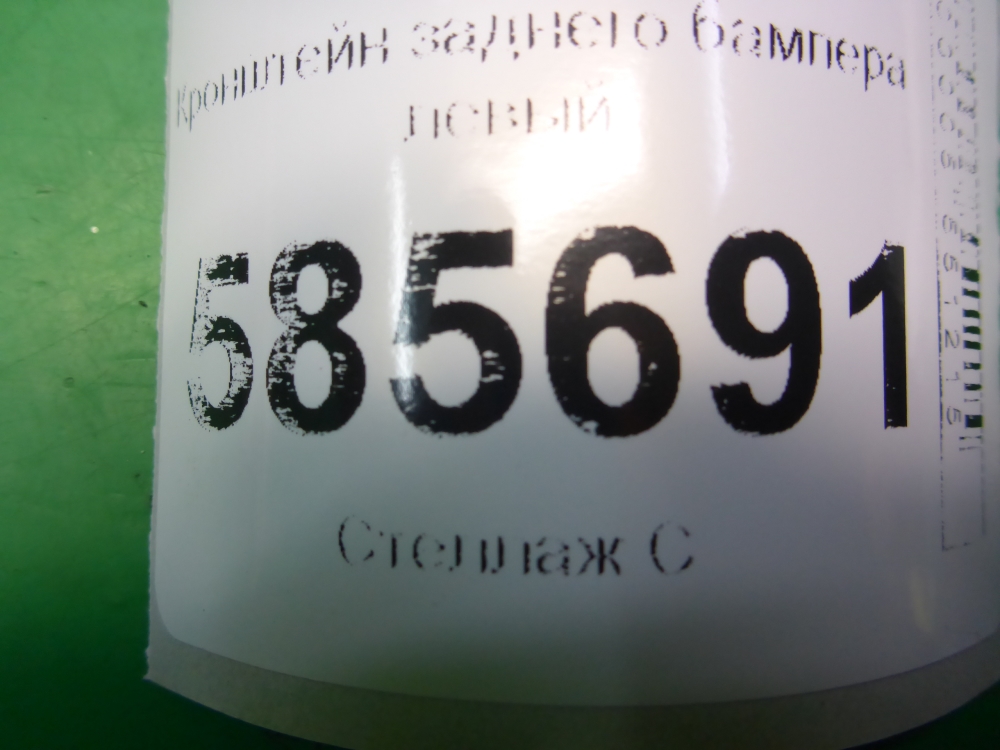 Кронштейн заднего бампера
левый
585691
Стеллаж С